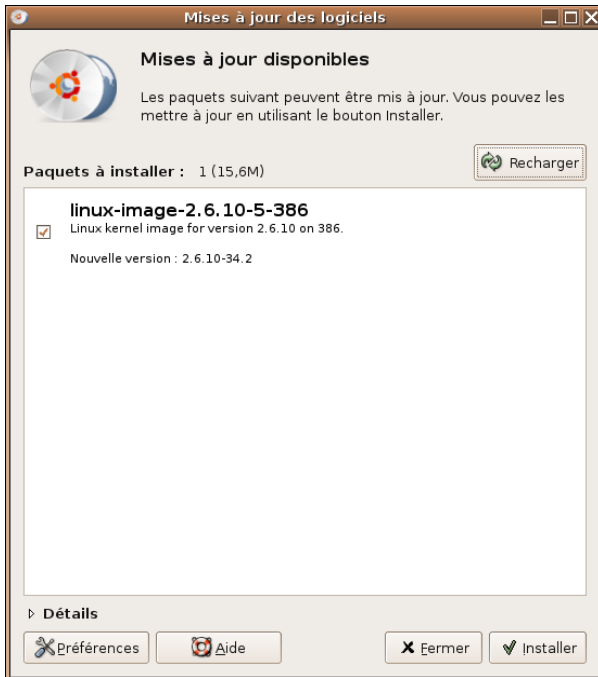 Mises à jour des logiciels
Mises à jour disponibles
Les paquets suivant peuvent être mis à jour. Vous pouvez les
mettre à jour en utilisant le bouton Installer.
Recharger
Paquets à installer : 1 (15,6M)
linux-image-2.6.10-5-386
Linux kernel image for version 2.6.10 on 386.
Nouvelle version : 2.6.10-34.2
Détails
Préférences
Aide
Fermer
Installer